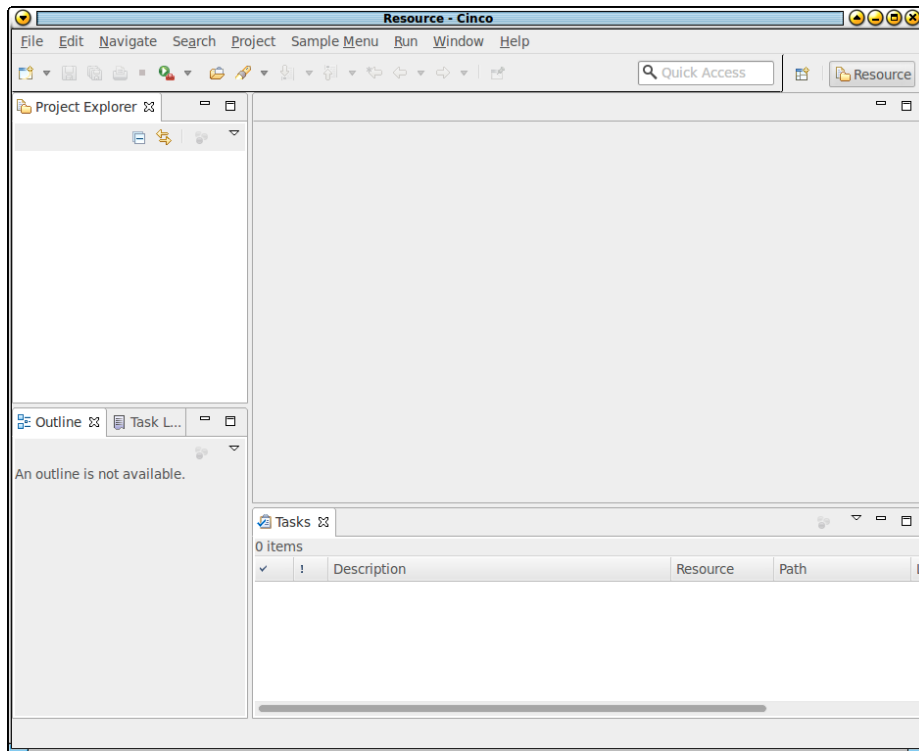 Resource - Cinco
File Edit Navigate Search Project Sample Menu Run Window Help
Quick Access
Resource
Project Explorer
Outline Task L...
An outline is not available.
Tasks
0 items
! Description Resource Path